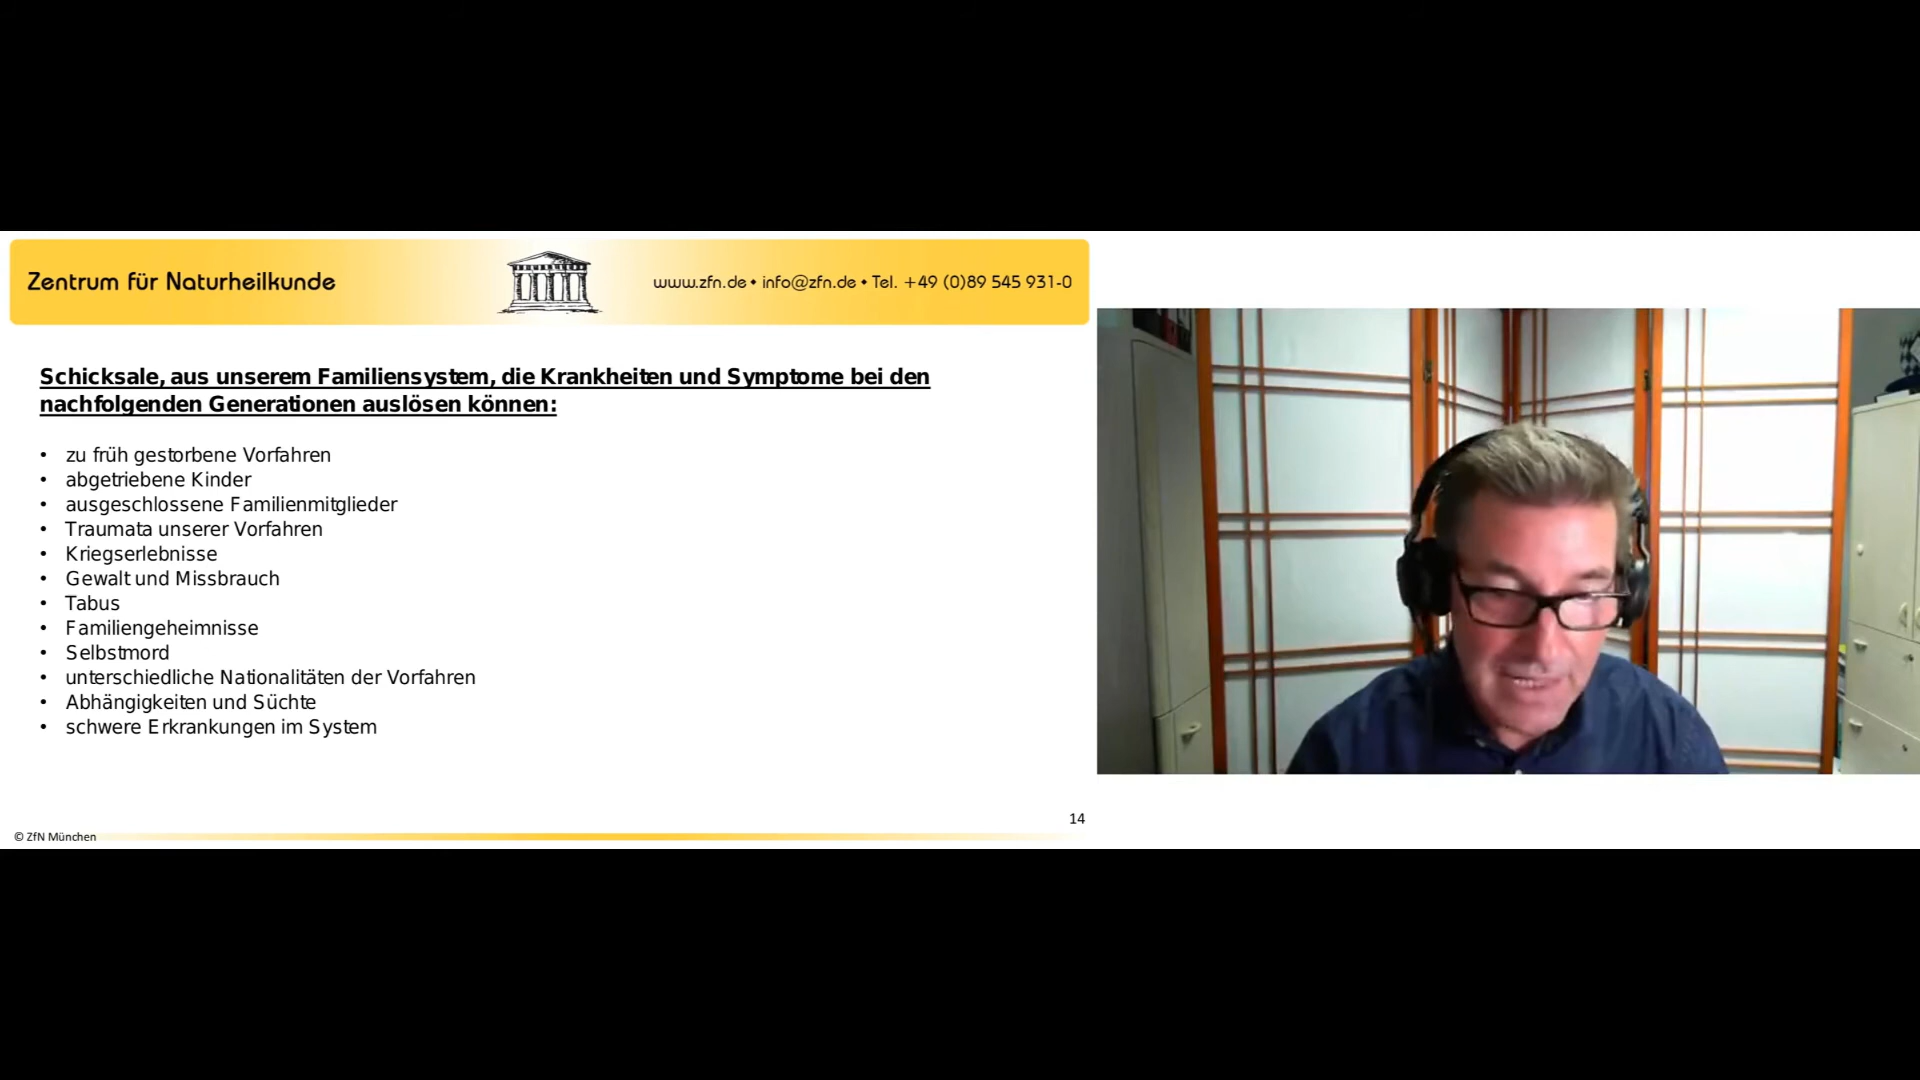 Zentrum für Naturheilkunde
www.zfn.de • info@zfn.de • Tel. +49 (0)89 545 931-0
Schicksale, aus unserem Familiensystem, die Krankheiten und Symptome bei den
nachfolgenden Generationen auslösen können:
• zu früh gestorbene Vorfahren
• abgetriebene Kinder
• ausgeschlossene Familienmitglieder
• Traumata unserer Vorfahren
• Kriegserlebnisse
• Gewalt und Missbrauch
• Tabus
• Familiengeheimnisse
• Selbstmord
• unterschiedliche Nationalitäten der Vorfahren
• Abhängigkeiten und Süchte
• schwere Erkrankungen im System
14
© ZfN München